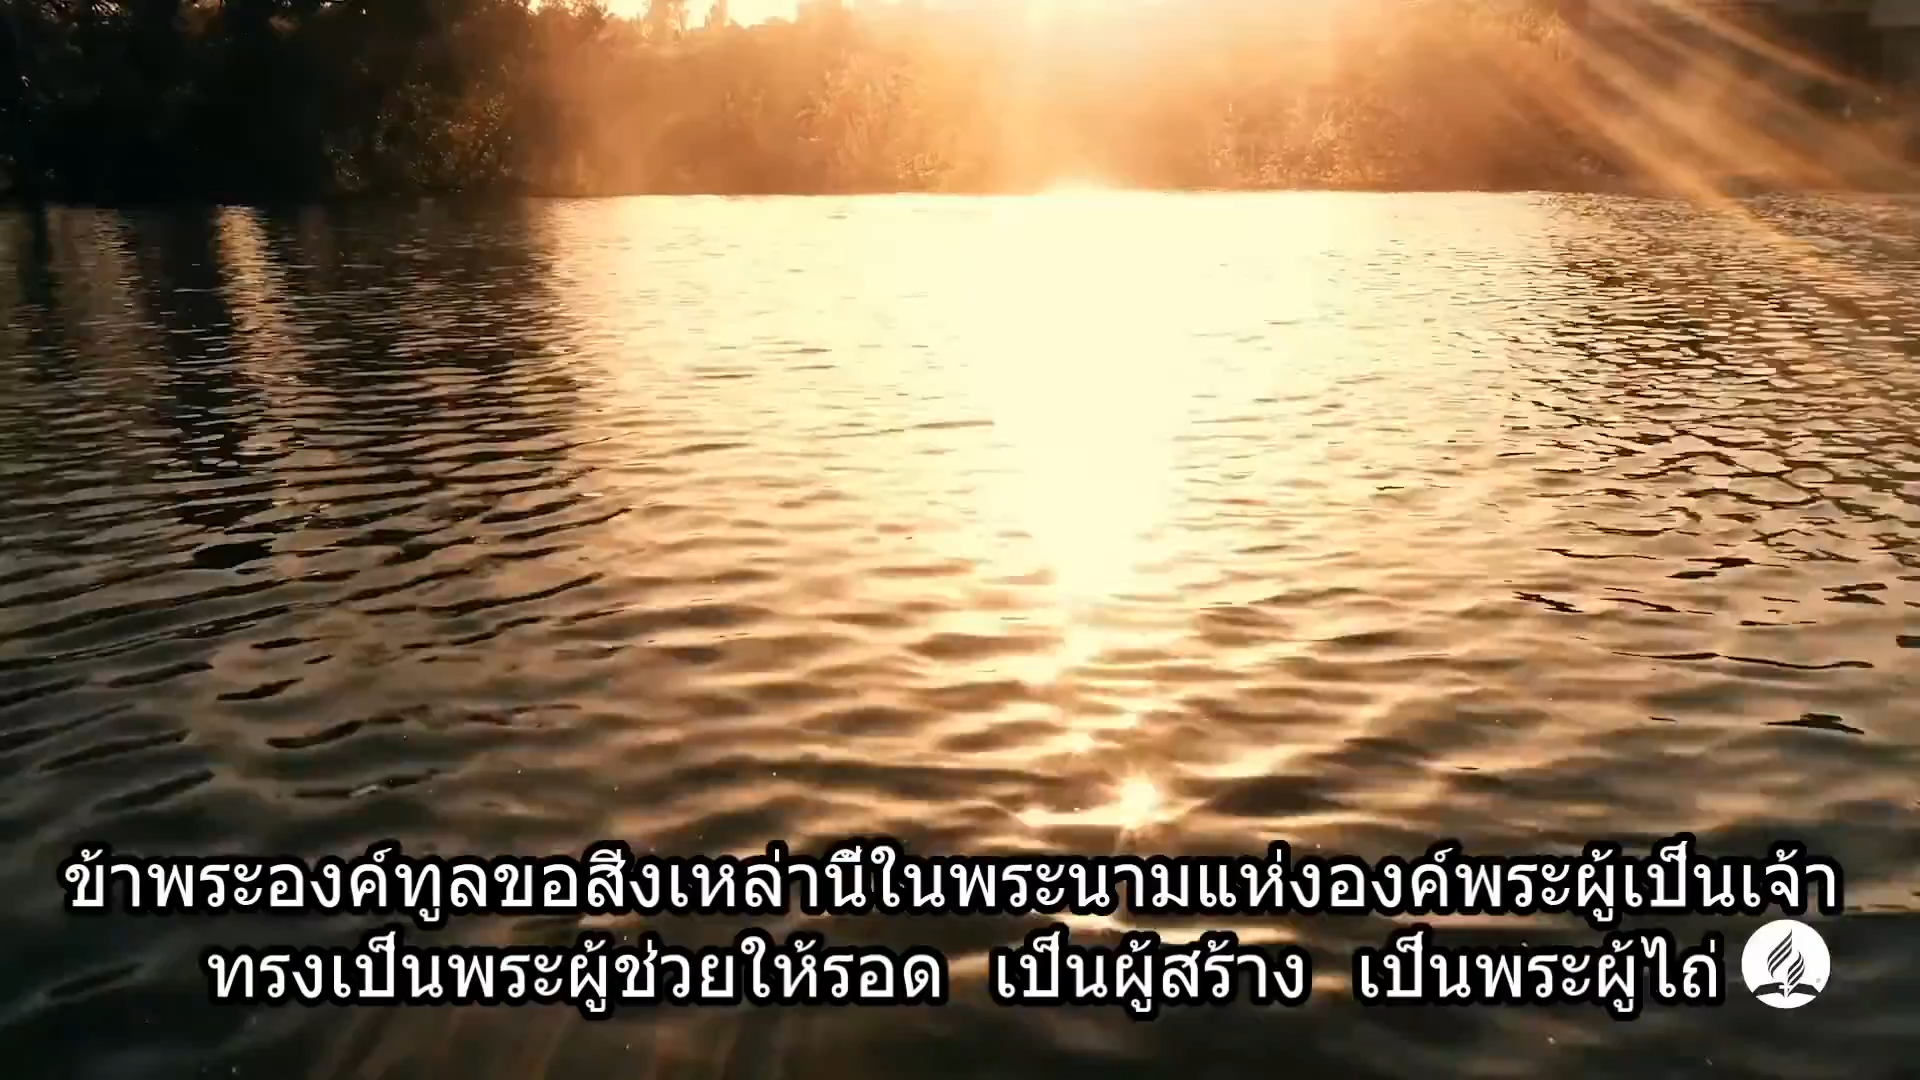 ข้าพระองค์ทูลขอสิ่งเหล่านี้ในพระนามแห่งองค์พระผู้เป็นเจ้า
ทรงเป็นพระผู้ช่วยให้รอด เป็นผู้สร้าง เป็นพระผู้ไถ่